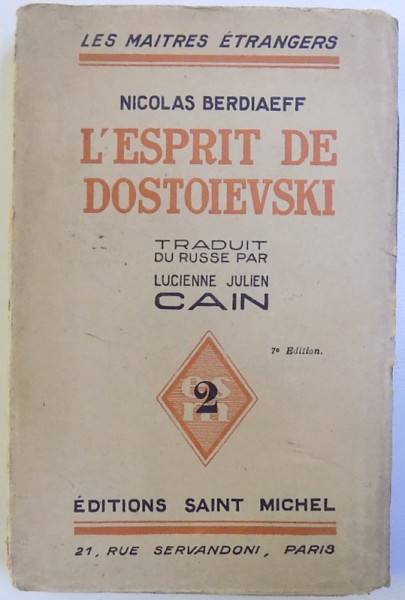 LES MAITRES ÉTRANGERS
NICOLAS BERDIAEFF
L'ESPRIT DE
DOSTOIEVSKI
TRADUIT
DU RUSSE PAR
LUCIENNE JULIEN
CAIN
7e Edition.
esm
2
ÉDITIONS SAINT MICHEL
21, RUE SERVANDONI, PARIS